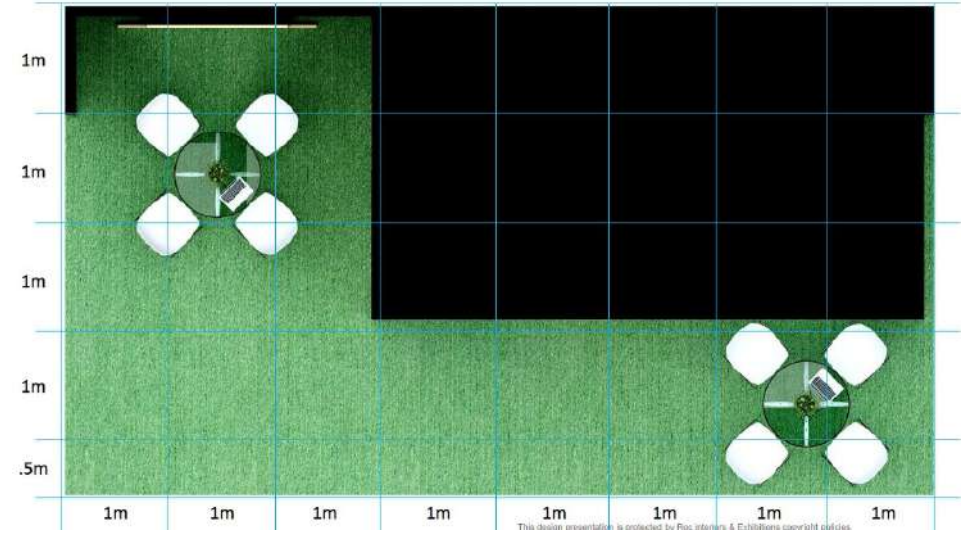 1m
1m
1m
1m
.5m
1m 1m 1m 1m 1m 1m 1m 1m
This design presentation is protected by Roc interiors & Exhibitions copyright policies.